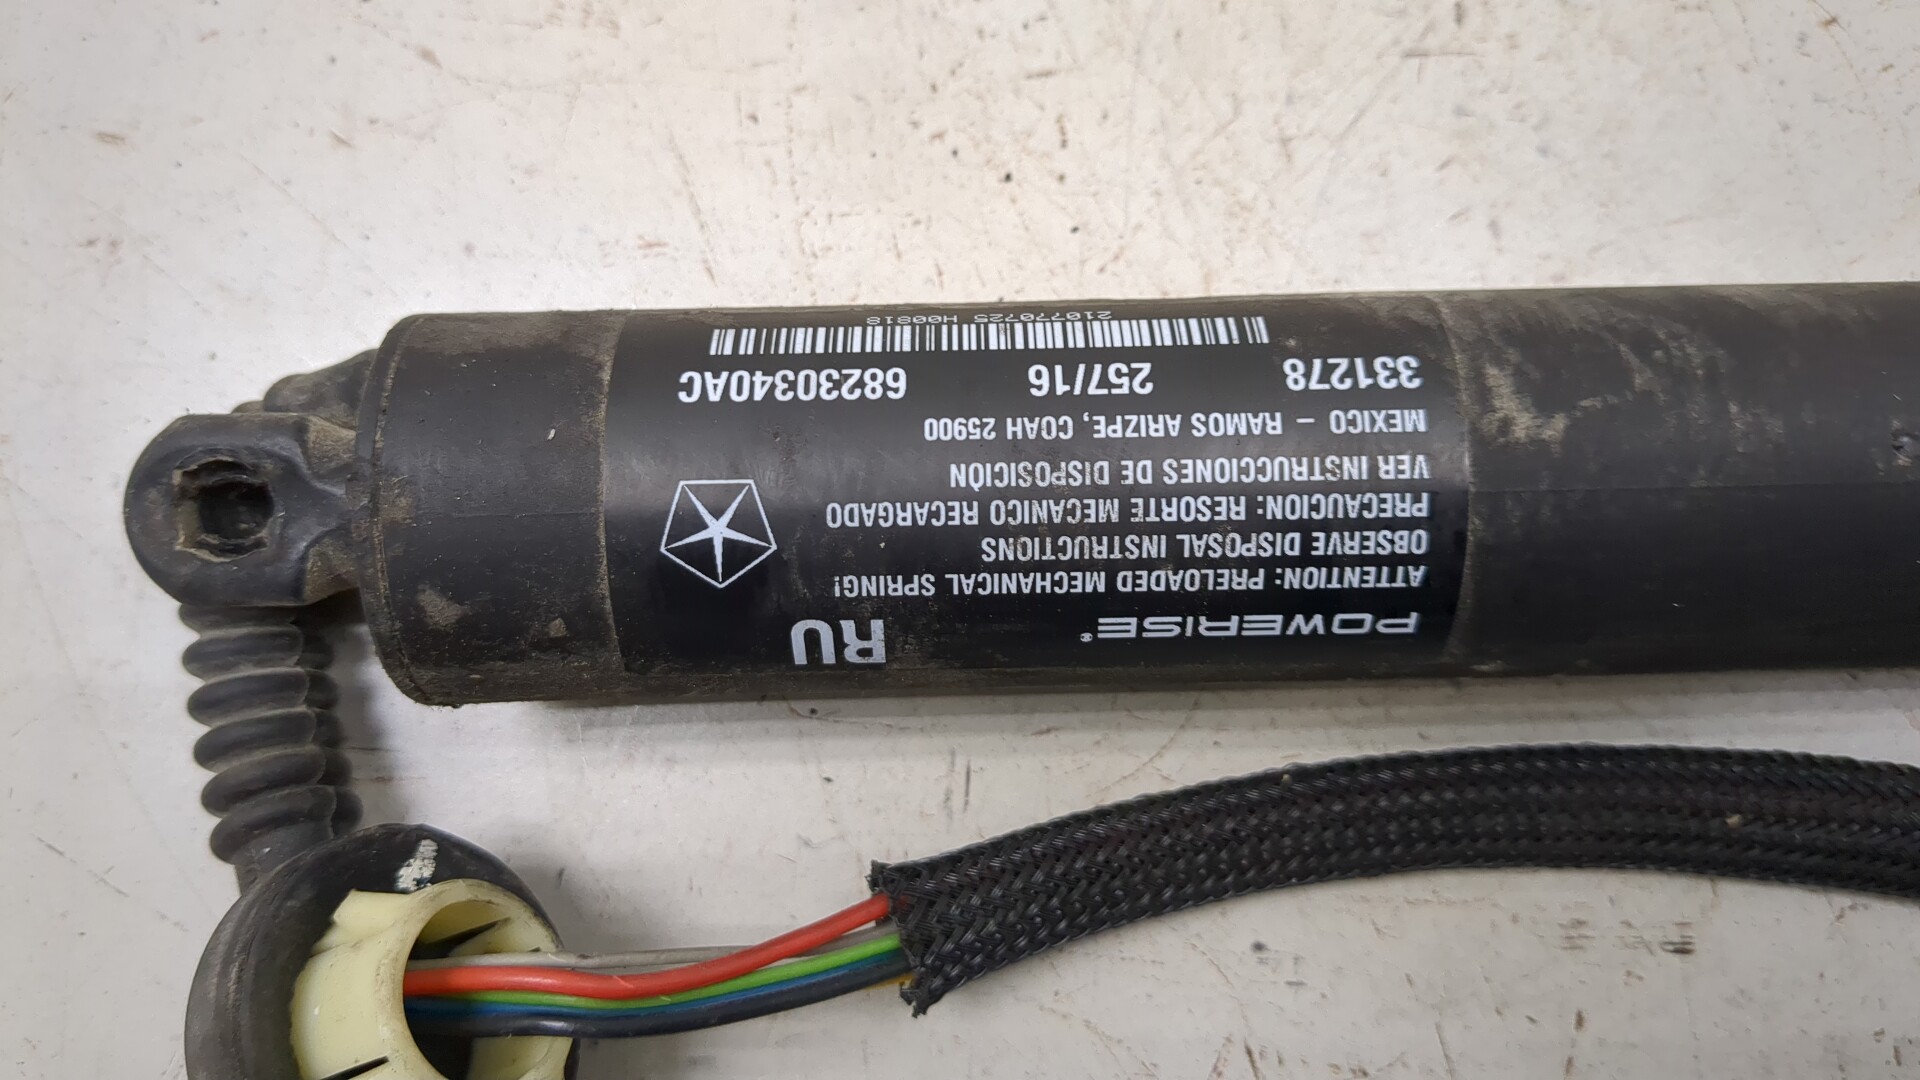 POWERISE® RU
ATTENTION: PRELOADED MECHANICAL SPRING!
OBSERVE DISPOSAL INSTRUCTIONS
PRECAUCION: RESORTE MECANICO RECARGADO
VER INSTRUCCIONES DE DISPOSICIÓN
MEXICO - RAMOS ARIZPE, COAH 25900
331278 257/16 68230340AC
210770725 H00818